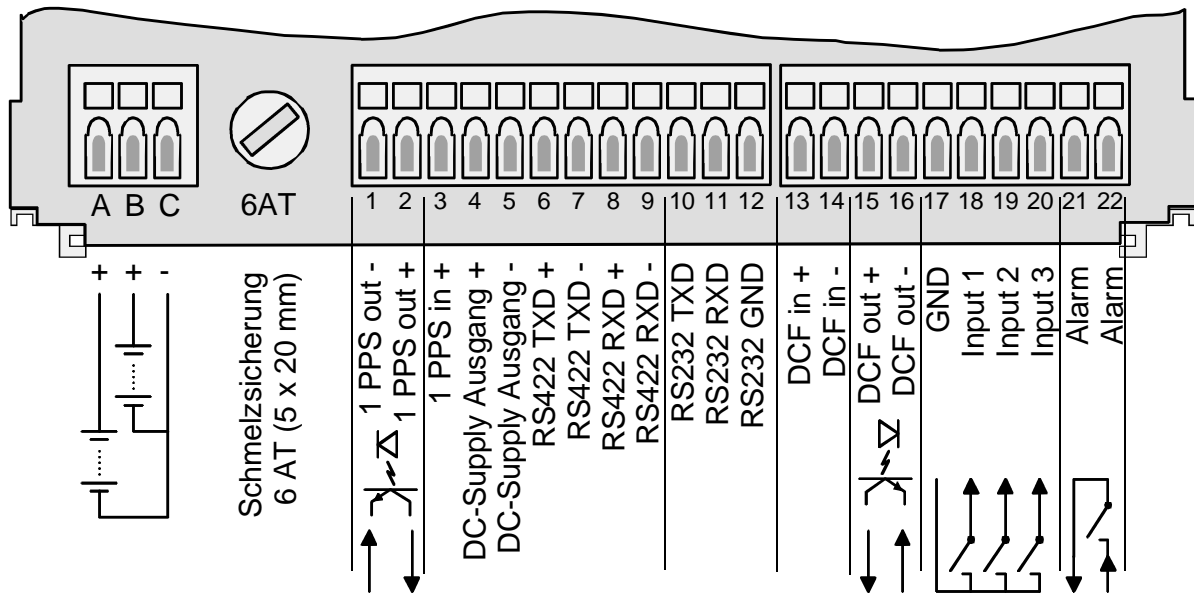 A B C
6AT
1 2 3 4 5 6 7 8 9 10 11 12
13 14 15 16 17 18 19 20 21 22
+ + -
Schmelzsicherung
6 AT (5 x 20 mm)
1 PPS out -
1 PPS out +
1 PPS in +
DC-Supply Ausgang +
DC-Supply Ausgang -
RS422 TXD +
RS422 TXD -
RS422 RXD +
RS422 RXD -
RS232 TXD
RS232 RXD
RS232 GND
DCF in +
DCF in -
DCF out +
DCF out -
GND
Input 1
Input 2
Input 3
Alarm
Alarm